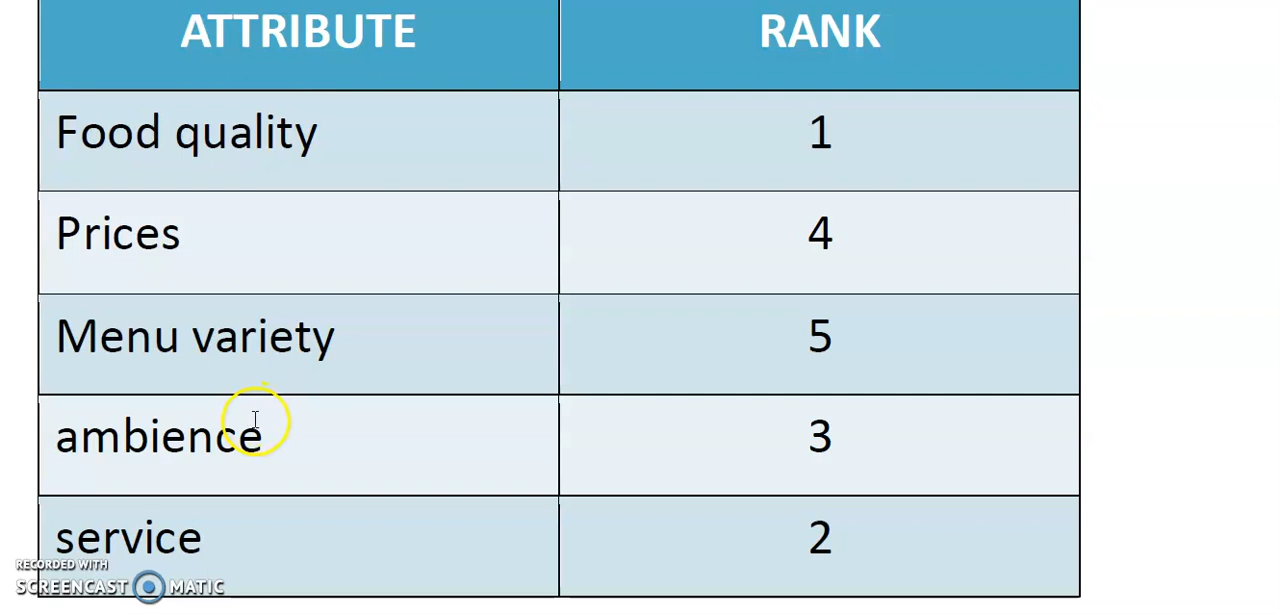 ATTRIBUTE RANK
Food quality 1
Prices 4
Menu variety 5
ambience 3
service 2
RECORDED WITH
SCREENCAST MATIC